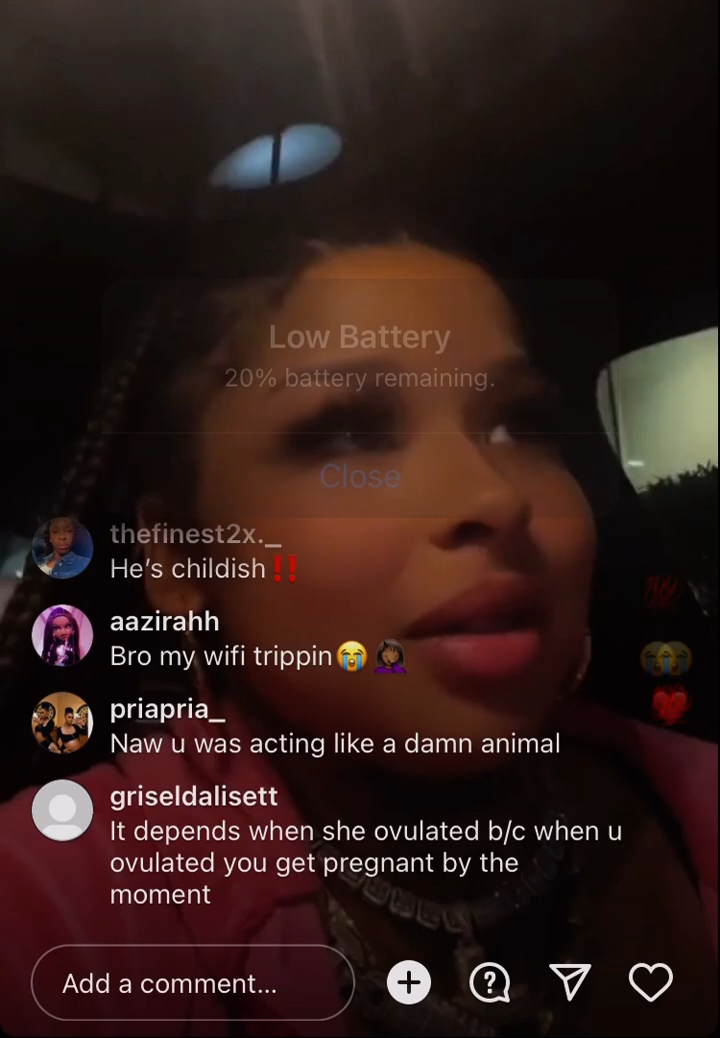 Low Battery
20% battery remaining.
Close
thefinest2x._
He’s childish‼️
aazirahh
Bro my wifi trippin😭🤦🏾‍♀️
priapria_
Naw u was acting like a damn animal
griseldalisett
It depends when she ovulated b/c when u
ovulated you get pregnant by the
moment
Add a comment...